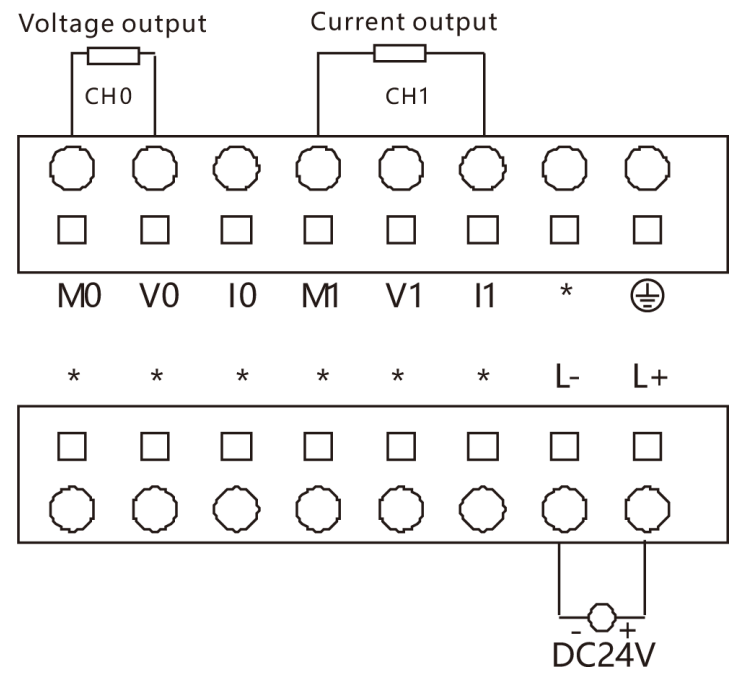 Voltage output Current output
CH0 CH1
M0 V0 I0 M1 V1 I1 *
* * * * * * L- L+
- +
DC24V